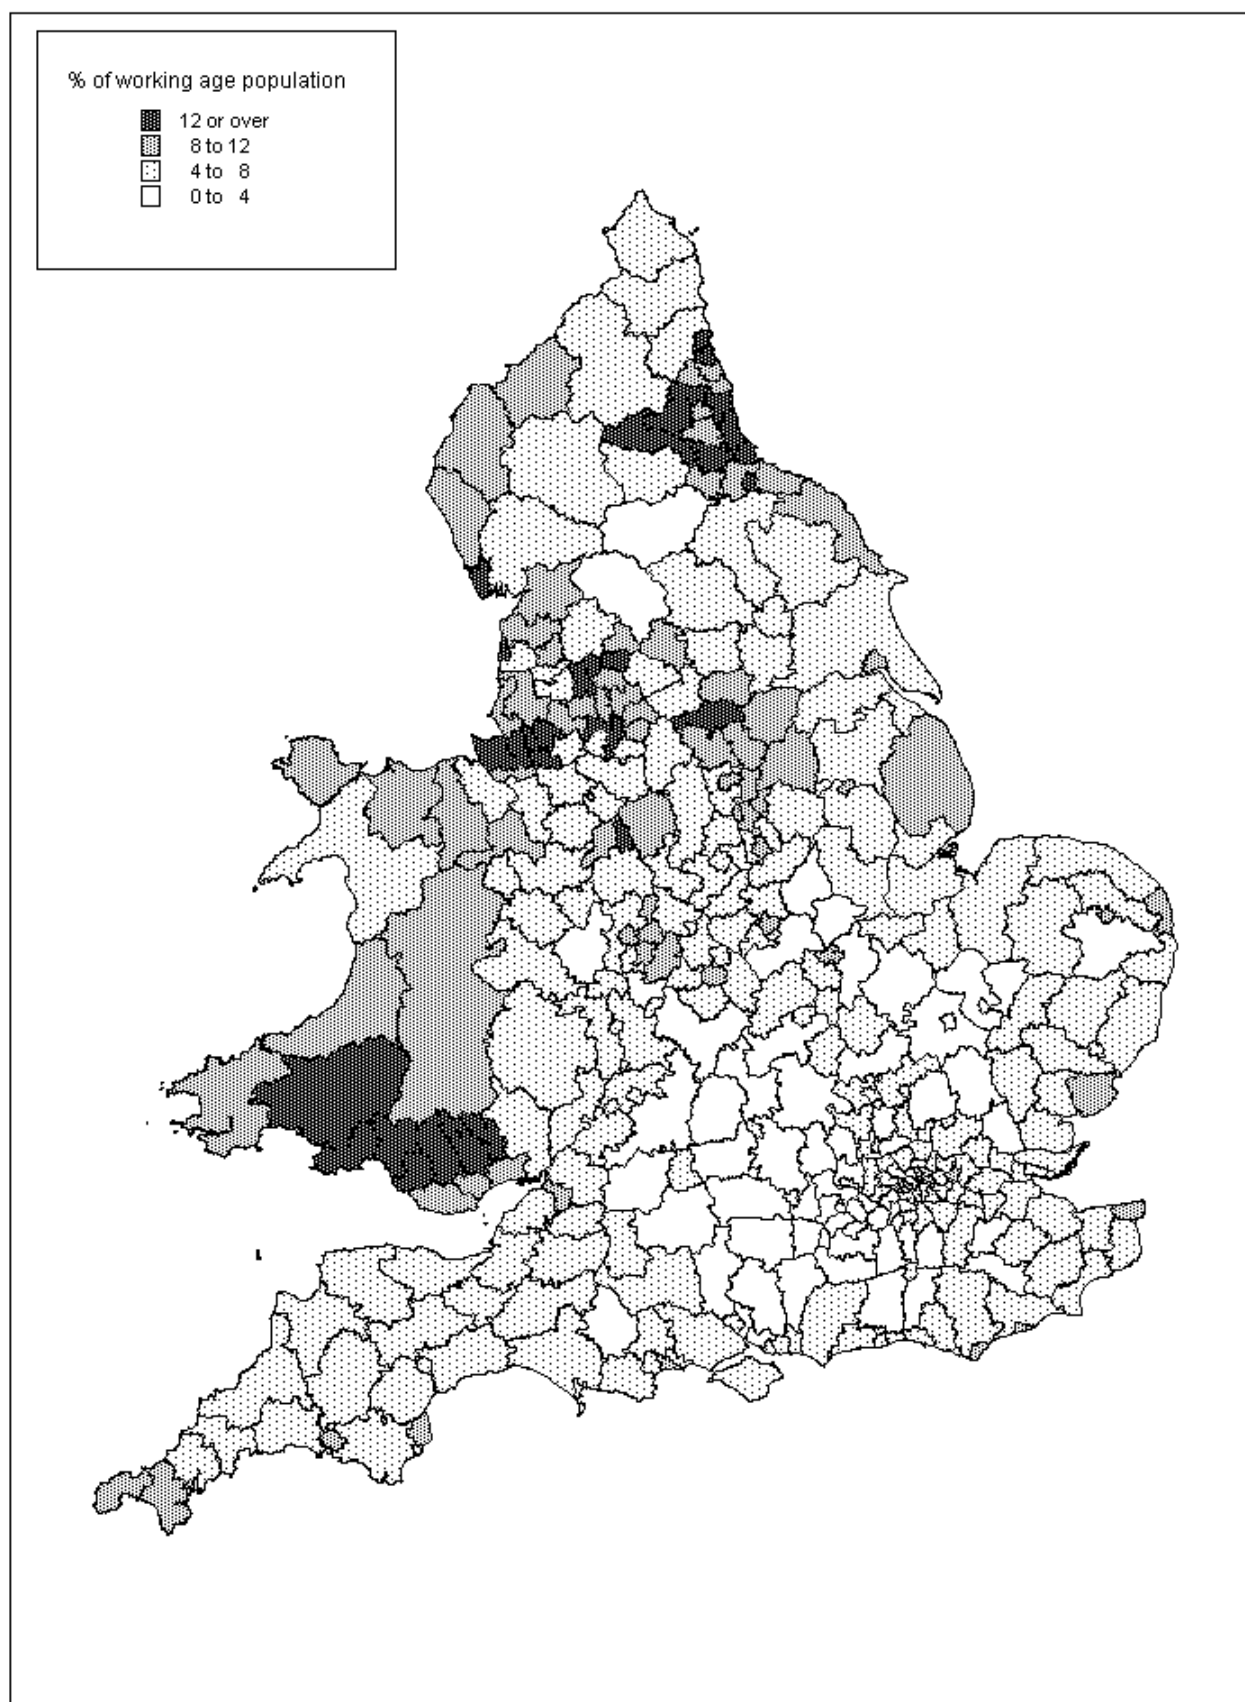 % of working age population
12 or over
8 to 12
4 to 8
0 to 4